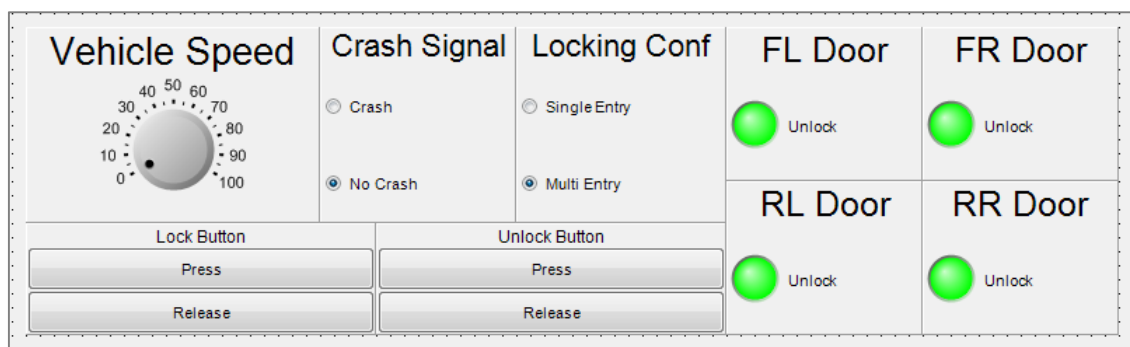 Vehicle Speed
0 10 20 30 40 50 60 70 80 90 100
Crash Signal
Crash
No Crash
Locking Conf
Single Entry
Multi Entry
FL Door
Unlock
FR Door
Unlock
RL Door
Unlock
RR Door
Unlock
Lock Button
Press
Release
Unlock Button
Press
Release